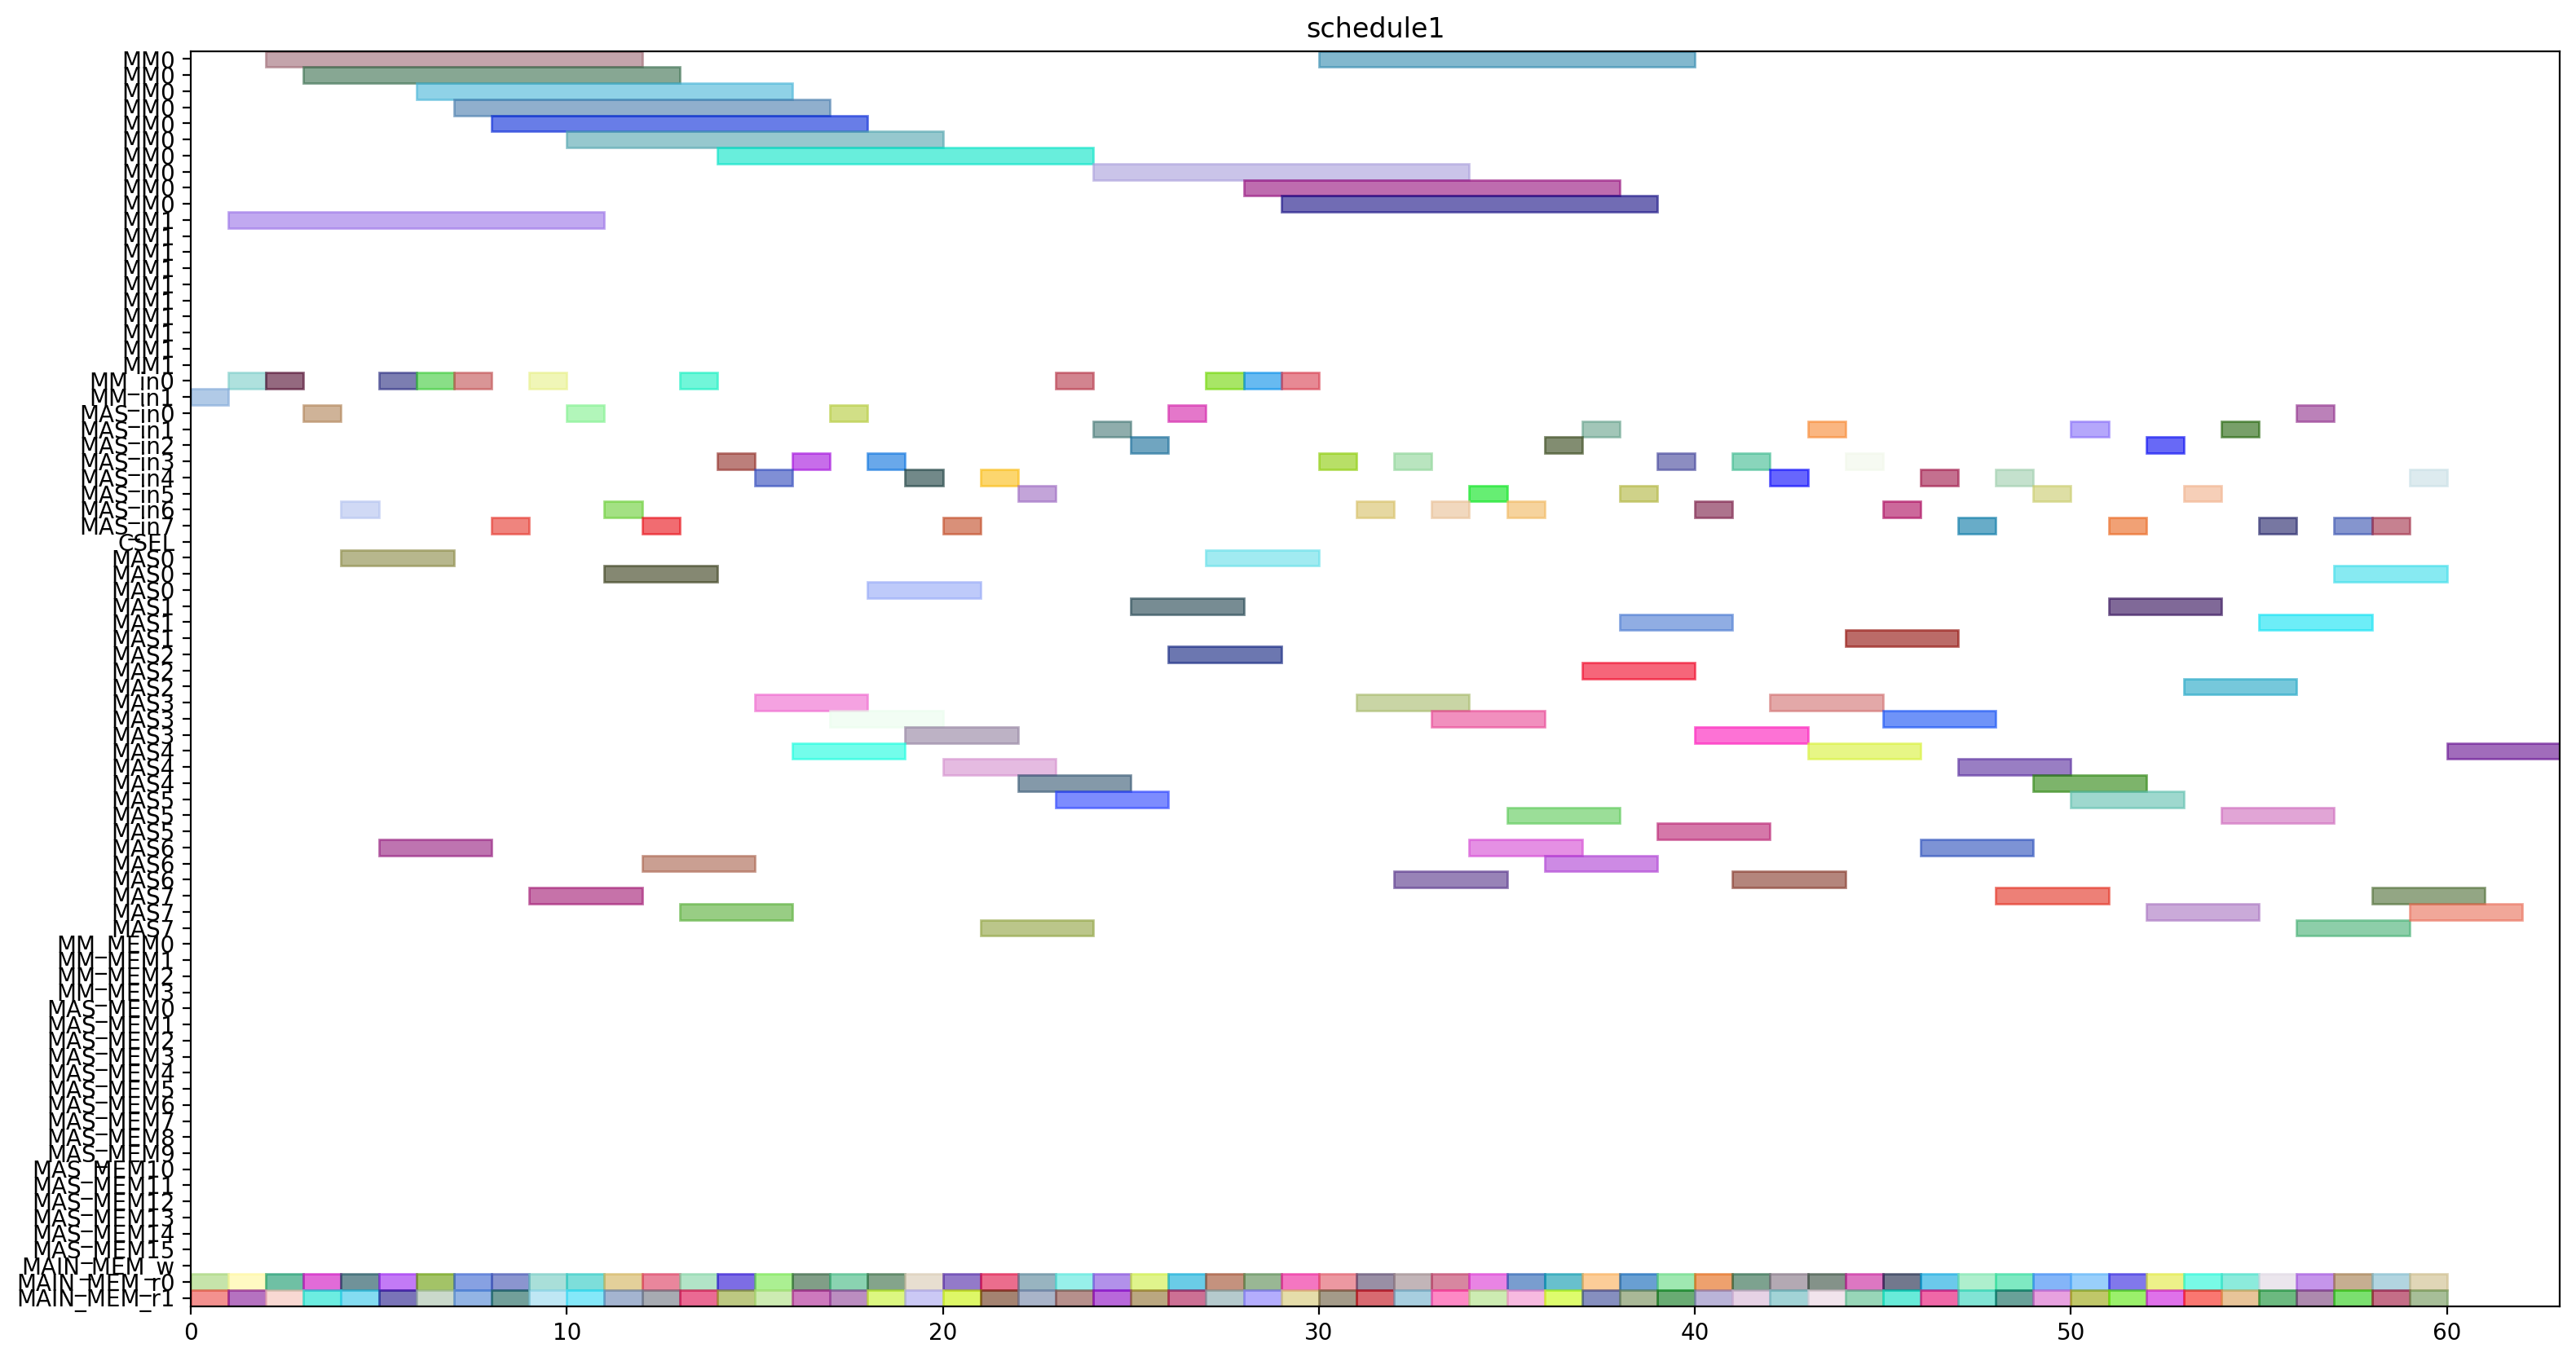 schedule1
MM0
MM0
MM0
MM0
MM0
MM0
MM0
MM0
MM0
MM0
MM1
MM1
MM1
MM1
MM1
MM1
MM1
MM1
MM1
MM1
MM_in0
MM_in1
MAS_in0
MAS_in1
MAS_in2
MAS_in3
MAS_in4
MAS_in5
MAS_in6
MAS_in7
CSEL
MAS0
MAS0
MAS0
MAS1
MAS1
MAS1
MAS2
MAS2
MAS2
MAS3
MAS3
MAS3
MAS4
MAS4
MAS4
MAS5
MAS5
MAS5
MAS6
MAS6
MAS6
MAS7
MAS7
MAS7
MM_MEM0
MM_MEM1
MM_MEM2
MM_MEM3
MAS_MEM0
MAS_MEM1
MAS_MEM2
MAS_MEM3
MAS_MEM4
MAS_MEM5
MAS_MEM6
MAS_MEM7
MAS_MEM8
MAS_MEM9
MAS_MEM10
MAS_MEM11
MAS_MEM12
MAS_MEM13
MAS_MEM14
MAS_MEM15
MAIN_MEM_w
MAIN_MEM_r0
MAIN_MEM_r1
0 10 20 30 40 50 60